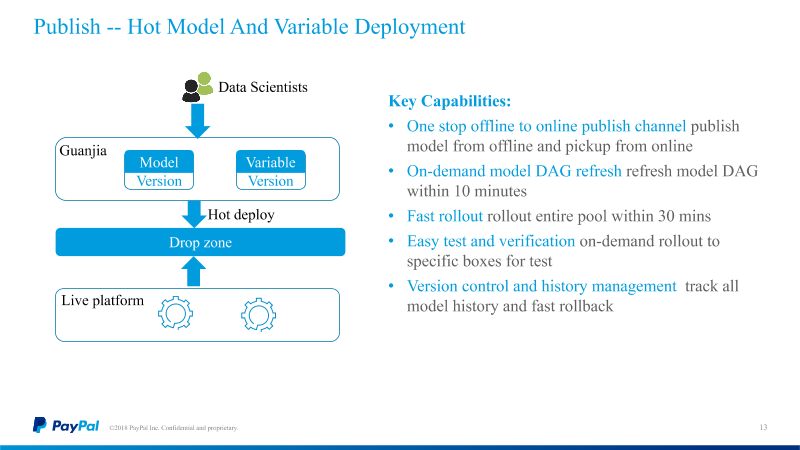 Publish -- Hot Model And Variable Deployment
Data Scientists
Guanjia
Model
Version
Variable
Version
Hot deploy
Drop zone
Live platform
Key Capabilities:
• One stop offline to online publish channel publish
model from offline and pickup from online
• On-demand model DAG refresh refresh model DAG
within 10 minutes
• Fast rollout rollout entire pool within 30 mins
• Easy test and verification on-demand rollout to
specific boxes for test
• Version control and history management track all
model history and fast rollback
PayPal
©2018 PayPal Inc. Confidential and proprietary.
13